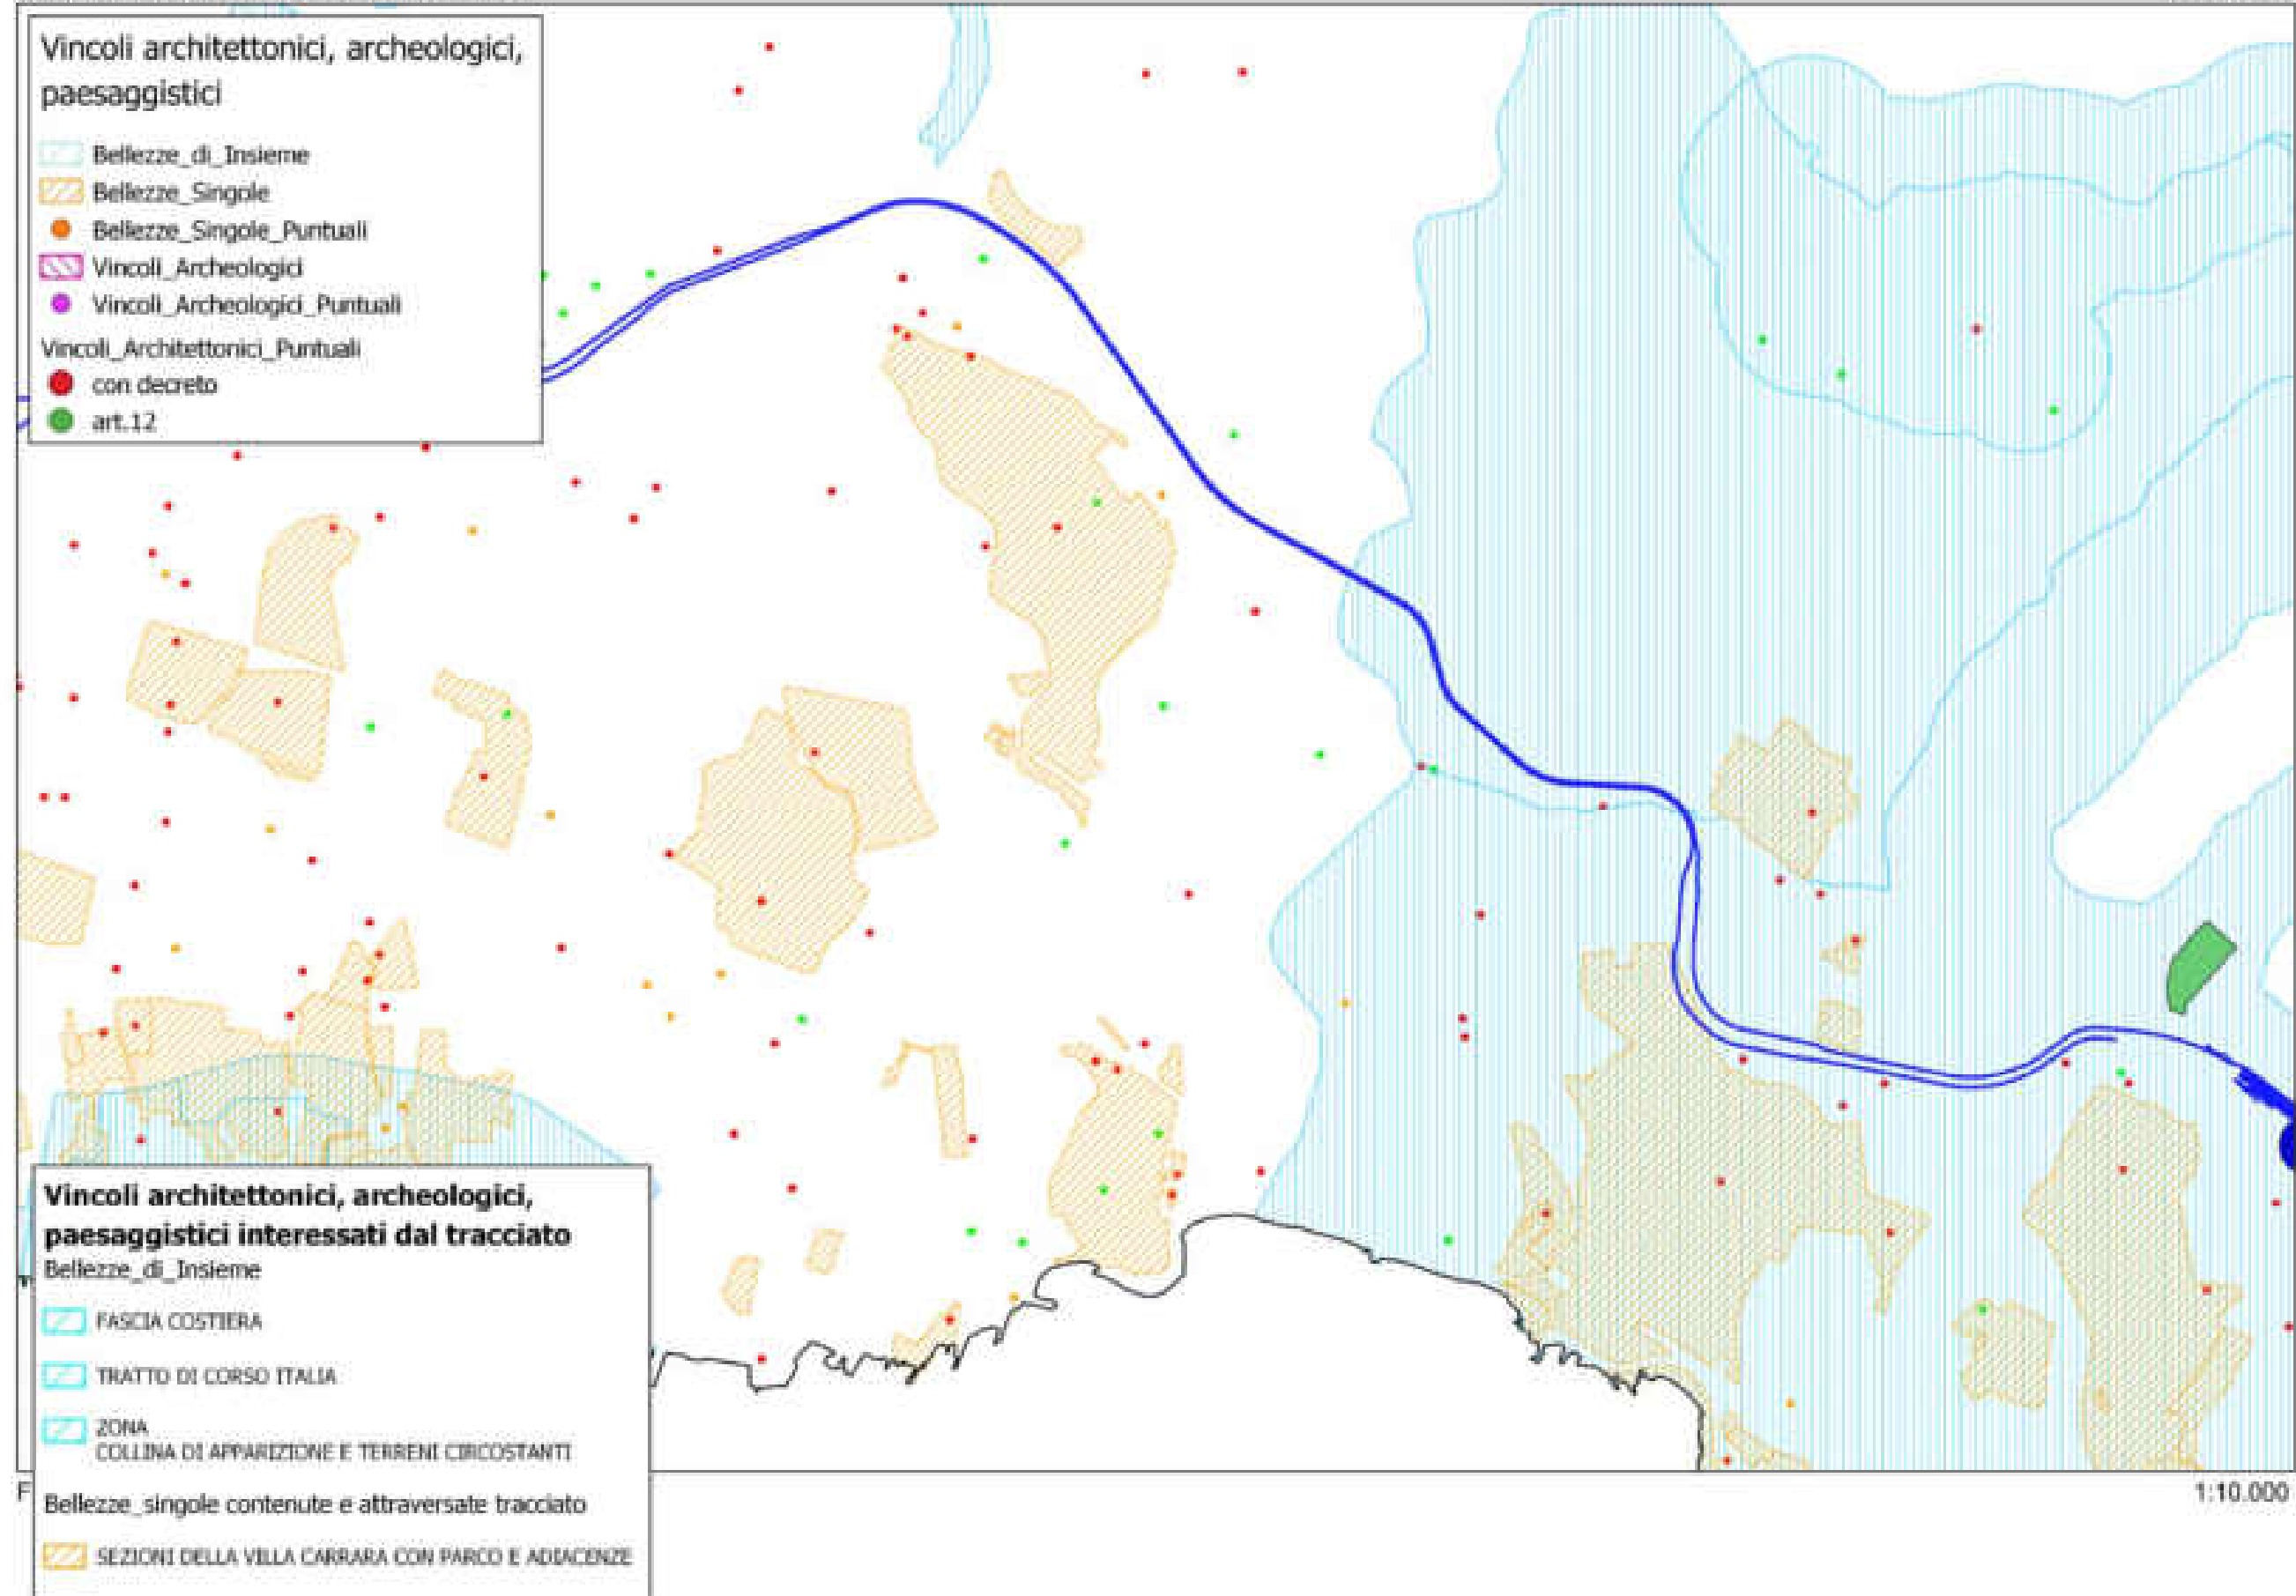 Vincoli architettonici, archeologici,
paesaggistici
Bellezze_di_Insieme
Bellezze_Singole
Bellezze_Singole_Puntuali
Vincoli_Archeologici
Vincoli_Archeologici_Puntuali
Vincoli_Architettonici_Puntuali
con decreto
art.12
Vincoli architettonici, archeologici,
paesaggistici interessati dal tracciato
Bellezze_di_Insieme
FASCIA COSTIERA
TRATTO DI CORSO ITALIA
ZONA
COLLINA DI APPARIZIONE E TERRENI CIRCOSTANTI
Bellezze_singole contenute e attraversate tracciato
SEZIONI DELLA VILLA CARRARA CON PARCO E ADIACENZE
F
1:10.000